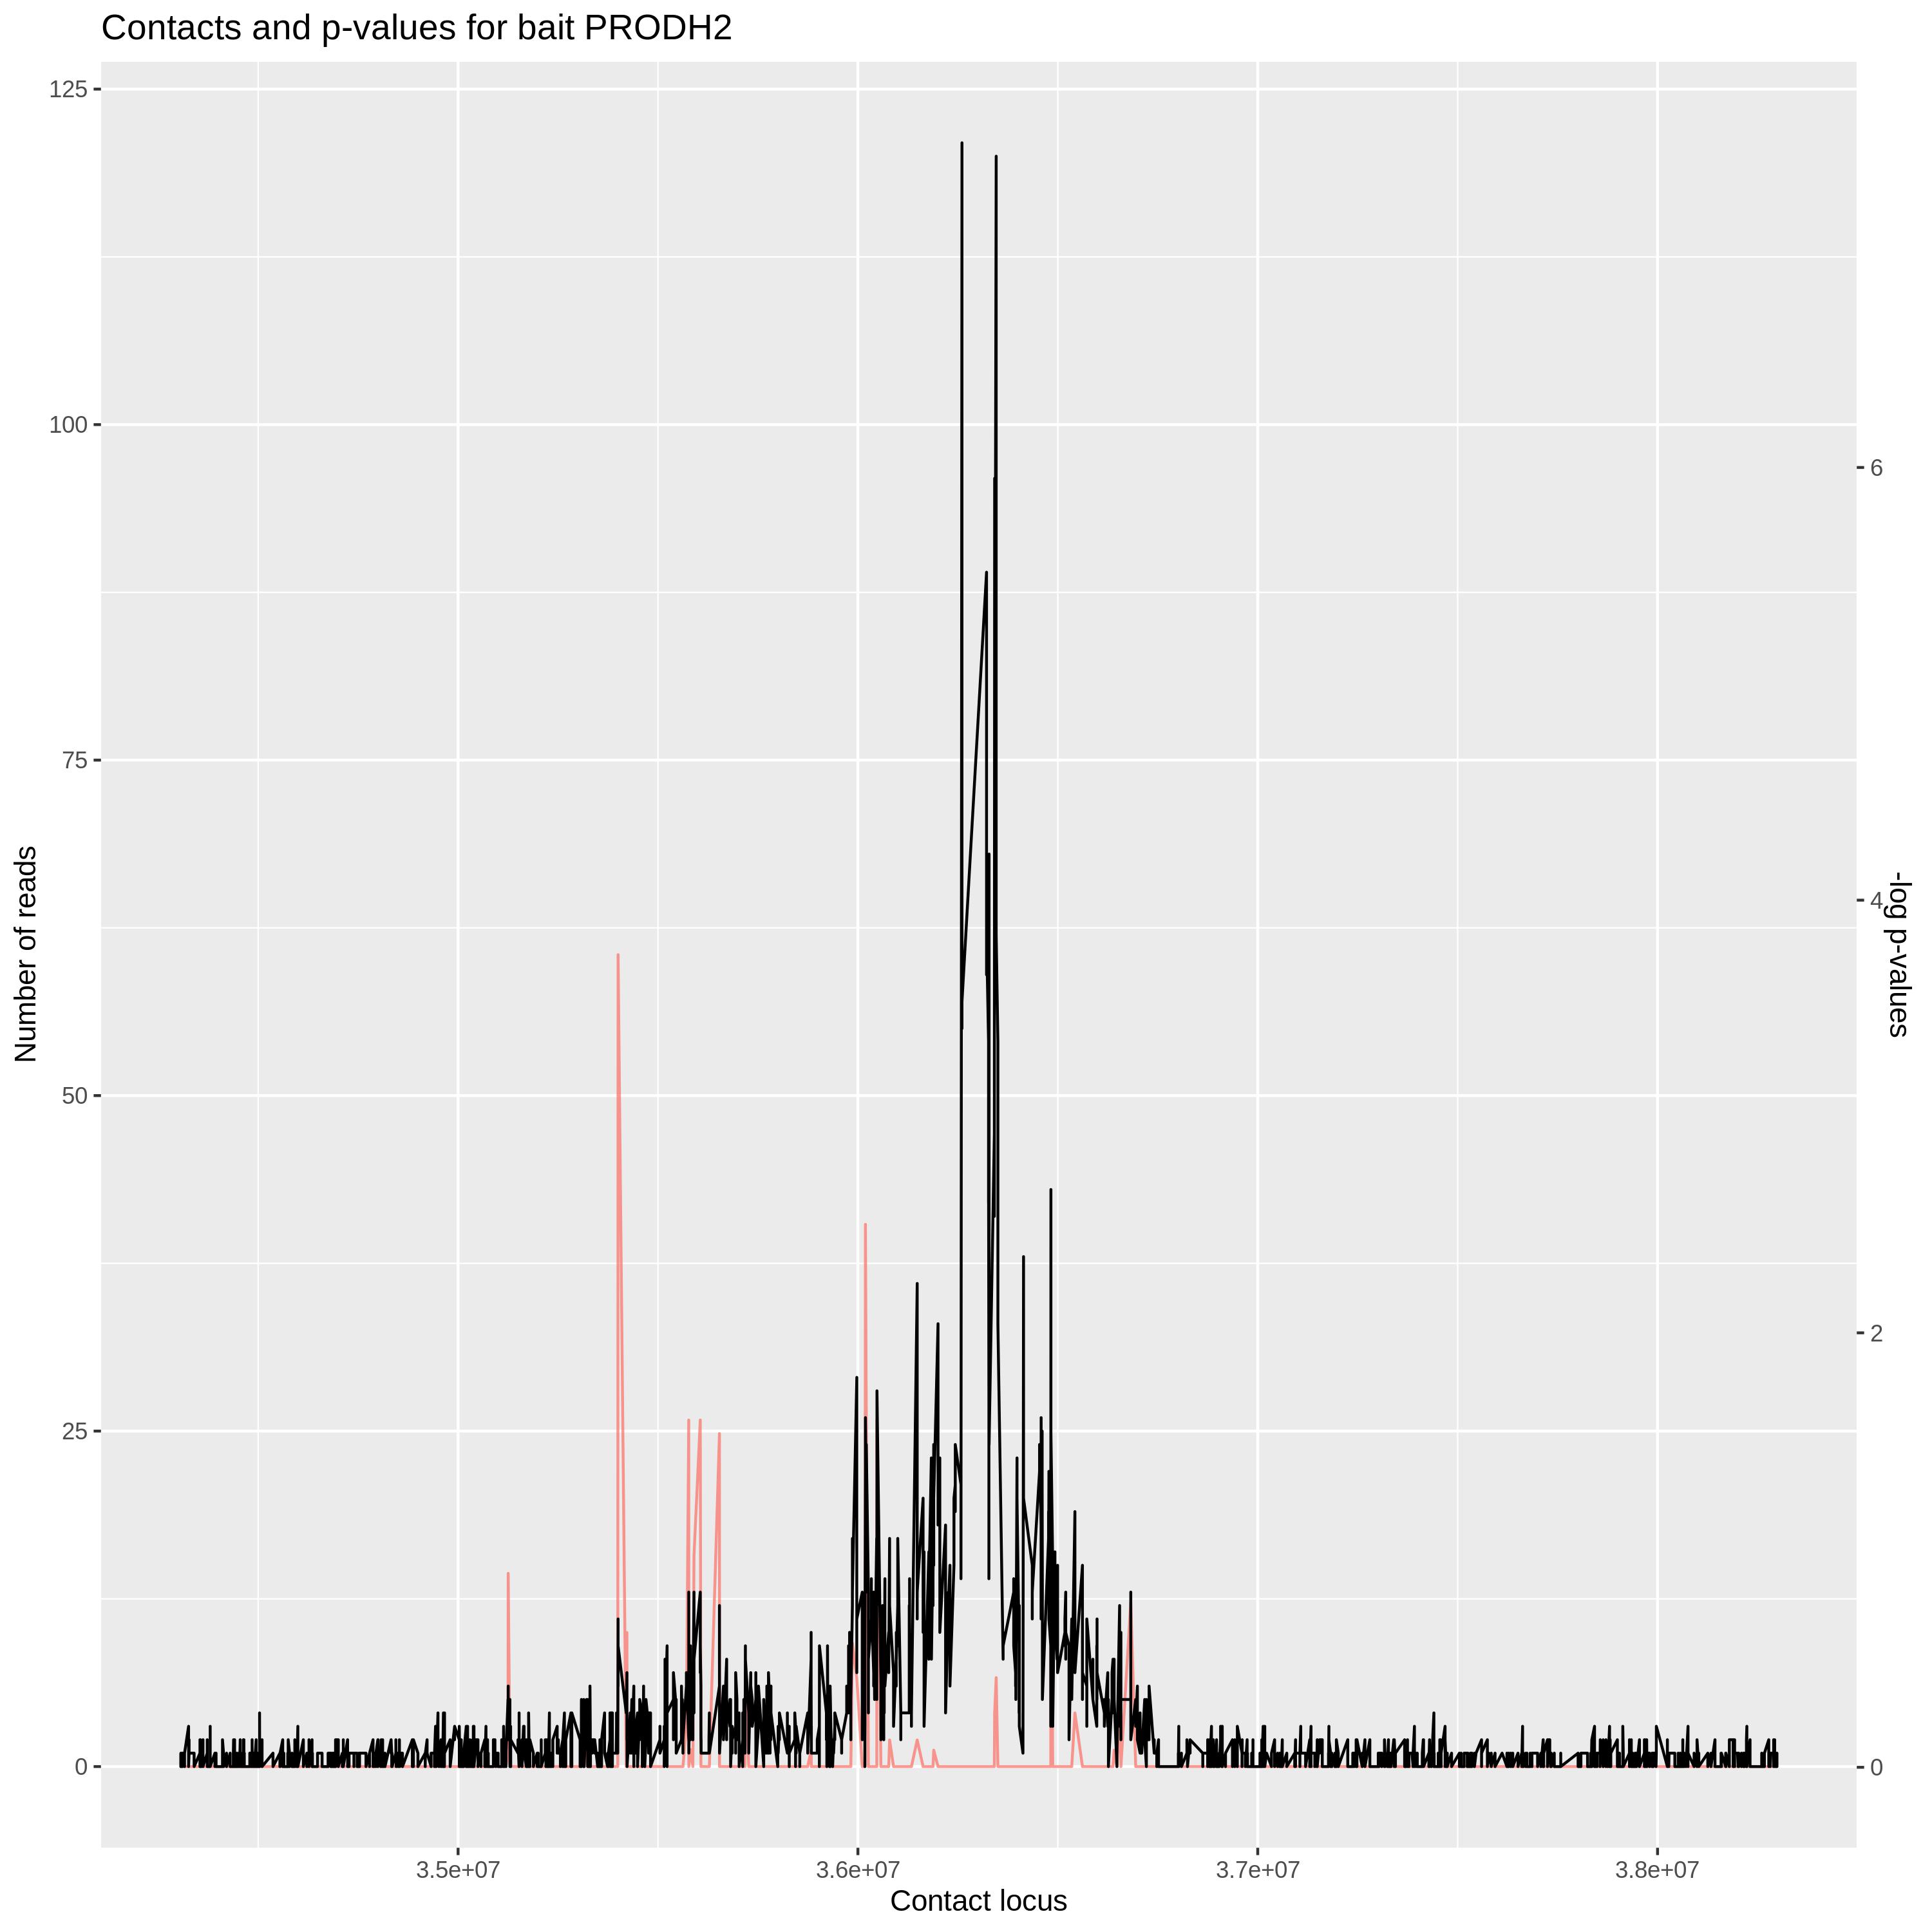 Contacts and p-values for bait PRODH2
125
100
75
50
25
0
Number of reads
6
4
2
0
-log p-values
3.5e+07
3.6e+07
3.7e+07
3.8e+07
Contact locus